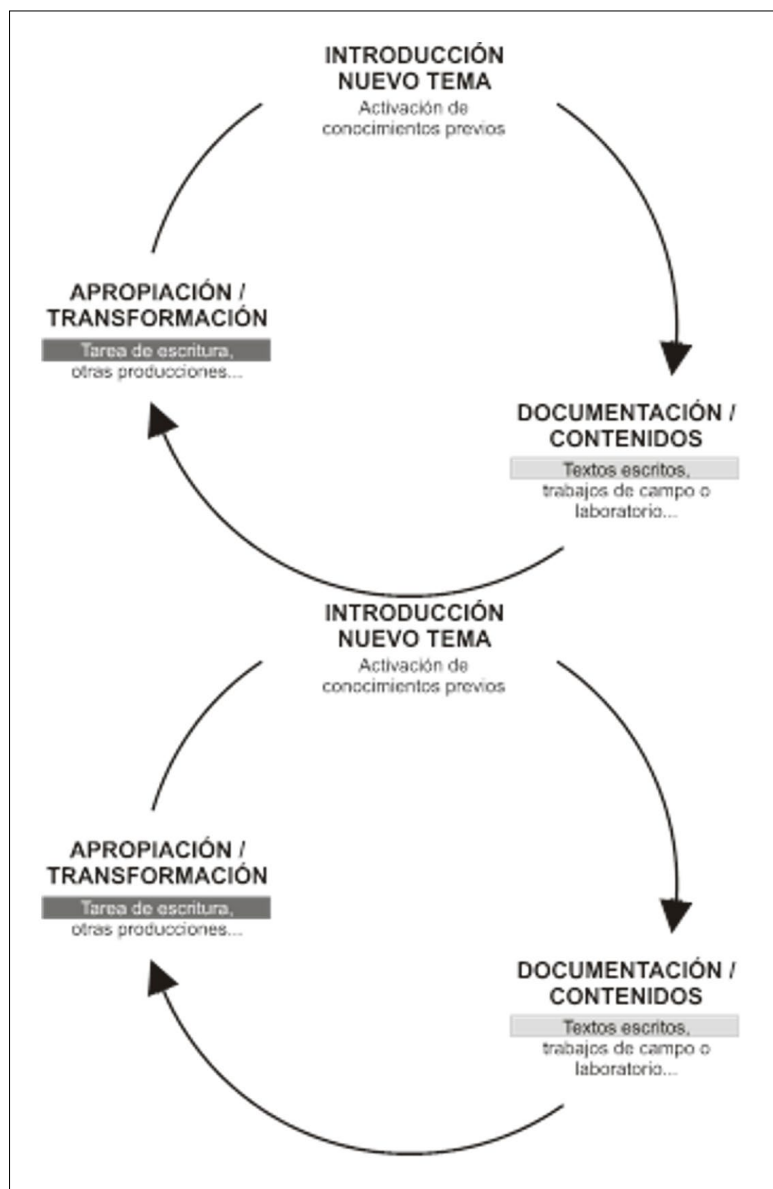 INTRODUCCIÓN
NUEVO TEMA
Activación de
conocimientos previos
APROPIACIÓN /
TRANSFORMACIÓN
Tarea de escritura,
otras producciones...
DOCUMENTACIÓN /
CONTENIDOS
Textos escritos,
trabajos de campo o
laboratorio...
INTRODUCCIÓN
NUEVO TEMA
Activación de
conocimientos previos
APROPIACIÓN /
TRANSFORMACIÓN
Tarea de escritura,
otras producciones...
DOCUMENTACIÓN /
CONTENIDOS
Textos escritos,
trabajos de campo o
laboratorio...